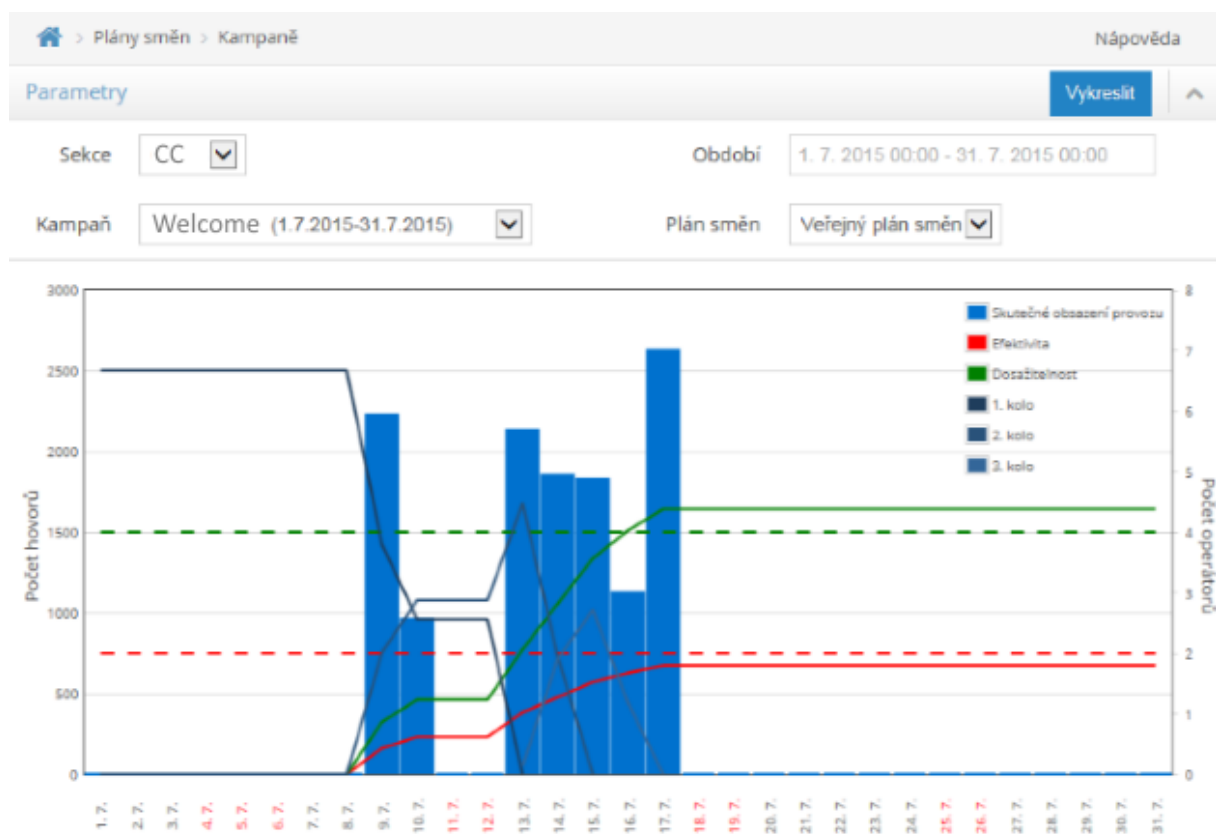 > Plány směn > Kampaně Nápověda
Parametry Vykreslit
Sekce CC Období 1. 7. 2015 00:00 - 31. 7. 2015 00:00
Kampaň Welcome (1.7.2015-31.7.2015) Plán směn Veřejný plán směn
3000 8
Skutečné obsazení provozu
Efektivita
7
Dosažitelnost
2500
1. kolo
6
2. kolo
2000
3. kolo
5
Počet hovorů
1500 4
Počet operátorů
3
1000
2
500
1
0 0
1. 7. 2. 7. 3. 7. 4. 7. 5. 7. 6. 7. 7. 7. 8. 7. 9. 7. 10. 7. 11. 7. 12. 7. 13. 7. 14. 7. 15. 7. 16. 7. 17. 7. 18. 7. 19. 7. 20. 7. 21. 7. 22. 7. 23. 7. 24. 7. 25. 7. 26. 7. 27. 7. 28. 7. 29. 7. 30. 7. 31. 7.